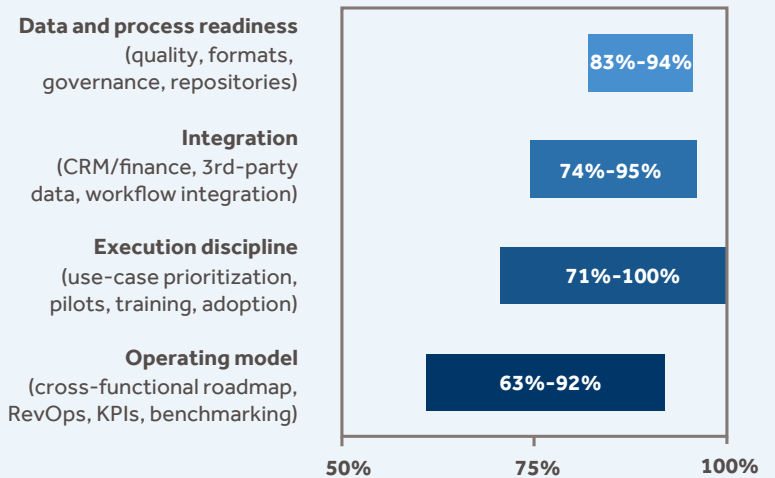 Data and process readiness
(quality, formats,
governance, repositories)
83%-94%
Integration
(CRM/finance, 3rd-party
data, workflow integration)
74%-95%
Execution discipline
(use-case prioritization,
pilots, training, adoption)
71%-100%
Operating model
(cross-functional roadmap,
RevOps, KPIs, benchmarking)
63%-92%
50%
75%
100%